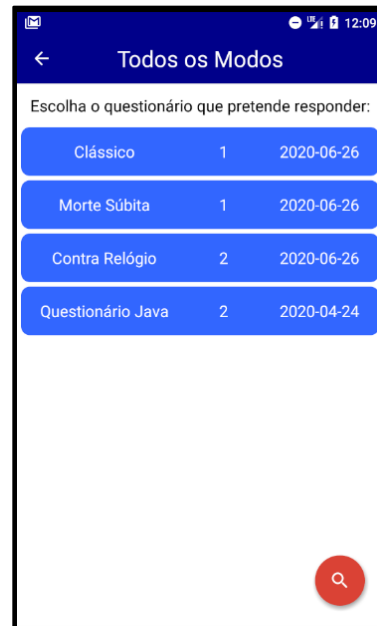 LTE 12:09
Todos os Modos
Escolha o questionário que pretende responder:
Clássico 1 2020-06-26
Morte Súbita 1 2020-06-26
Contra Relógio 2 2020-06-26
Questionário Java 2 2020-04-24